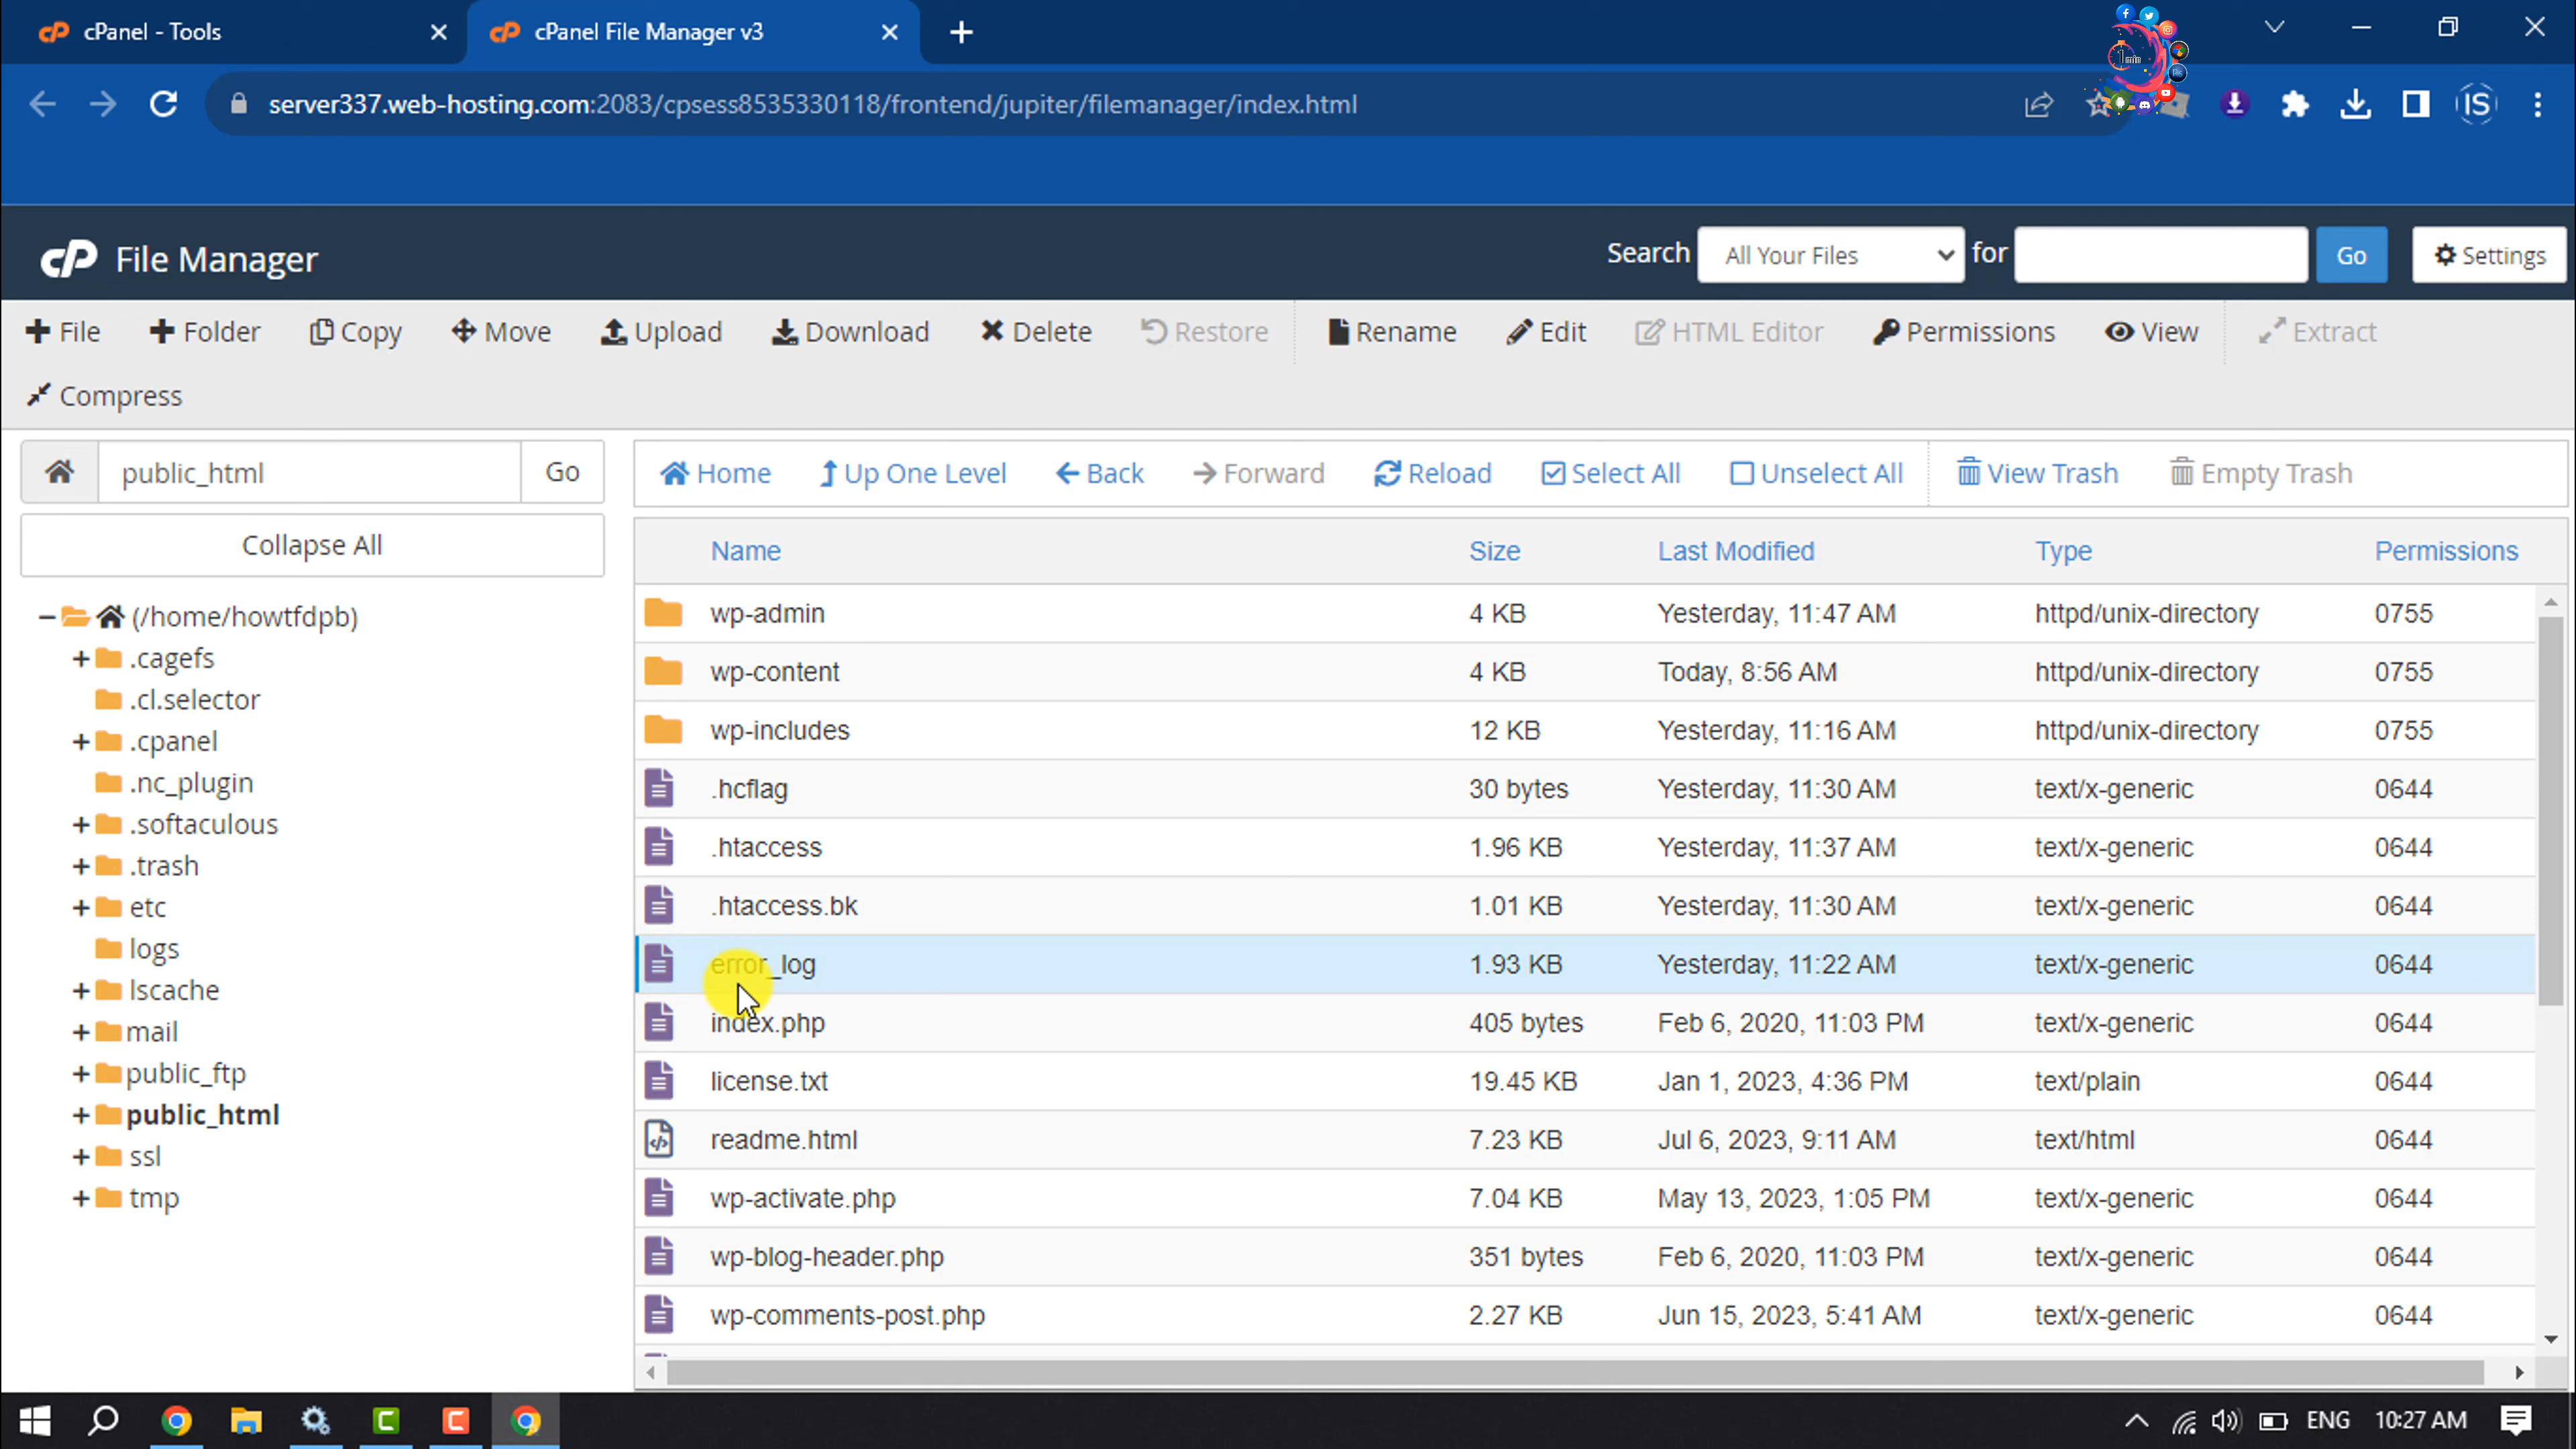 cPanel - Tools
cPanel File Manager v3
1 min
server337.web-hosting.com:2083/cpsess8535330118/frontend/jupiter/filemanager/index.html
IS
cP File Manager
Search All Your Files for Go Settings
File Folder Copy Move Upload Download Delete Restore Rename Edit HTML Editor Permissions View Extract
Compress
public_html Go
Home Up One Level Back Forward Reload Select All Unselect All View Trash Empty Trash
Collapse All
(/home/howtfdpb)
.cagefs
.cl.selector
.cpanel
.nc_plugin
.softaculous
.trash
etc
logs
lscache
mail
public_ftp
public_html
ssl
tmp
Name Size Last Modified Type Permissions
wp-admin 4 KB Yesterday, 11:47 AM httpd/unix-directory 0755
wp-content 4 KB Today, 8:56 AM httpd/unix-directory 0755
wp-includes 12 KB Yesterday, 11:16 AM httpd/unix-directory 0755
.hcflag 30 bytes Yesterday, 11:30 AM text/x-generic 0644
.htaccess 1.96 KB Yesterday, 11:37 AM text/x-generic 0644
.htaccess.bk 1.01 KB Yesterday, 11:30 AM text/x-generic 0644
error_log 1.93 KB Yesterday, 11:22 AM text/x-generic 0644
index.php 405 bytes Feb 6, 2020, 11:03 PM text/x-generic 0644
license.txt 19.45 KB Jan 1, 2023, 4:36 PM text/plain 0644
readme.html 7.23 KB Jul 6, 2023, 9:11 AM text/html 0644
wp-activate.php 7.04 KB May 13, 2023, 1:05 PM text/x-generic 0644
wp-blog-header.php 351 bytes Feb 6, 2020, 11:03 PM text/x-generic 0644
wp-comments-post.php 2.27 KB Jun 15, 2023, 5:41 AM text/x-generic 0644
ENG 10:27 AM